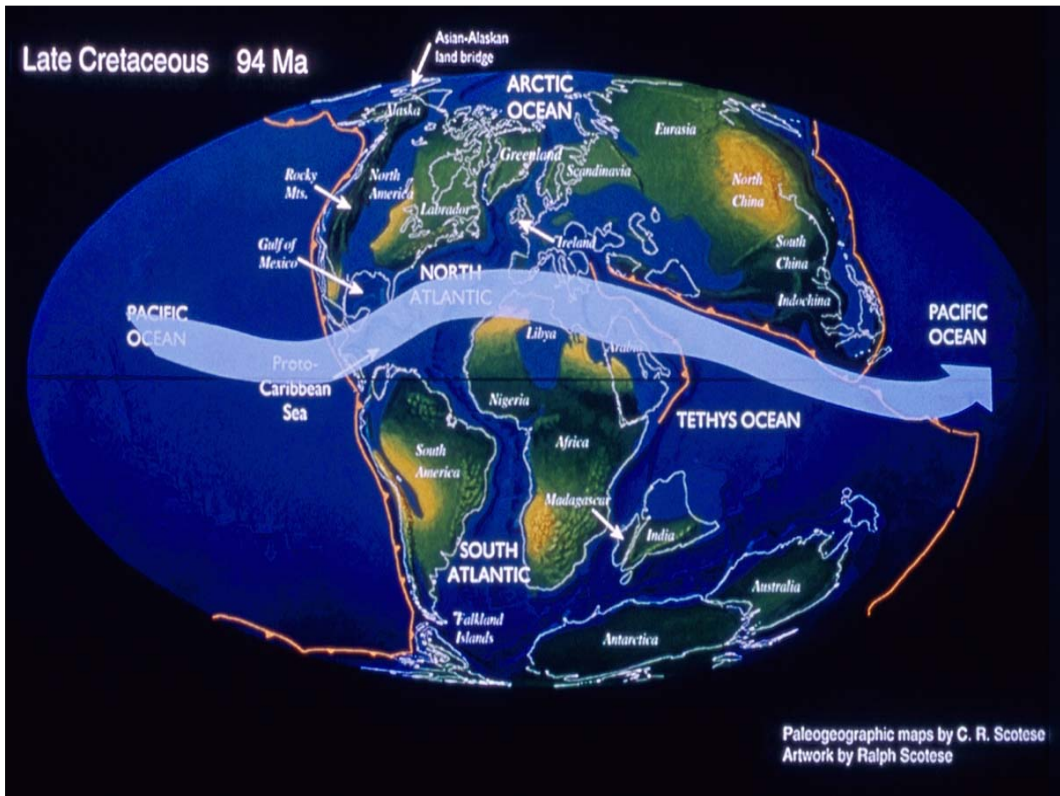 Late Cretaceous 94 Ma
Asian-Alaskan
land bridge
ARCTIC
OCEAN
Alaska
Eurasia
Greenland
Scandinavia
Rocky
Mts.
North
America
North
China
Labrador
Gulf of
Mexico
Ireland
South
China
NORTH
ATLANTIC
Indochina
PACIFIC
OCEAN
PACIFIC
OCEAN
Libya
Arabia
Proto-
Caribbean
Sea
Nigeria
TETHYS OCEAN
South
America
Africa
Madagascar
India
SOUTH
ATLANTIC
Australia
Falkland
Islands
Antarctica
Paleogeographic maps by C. R. Scotese
Artwork by Ralph Scotese